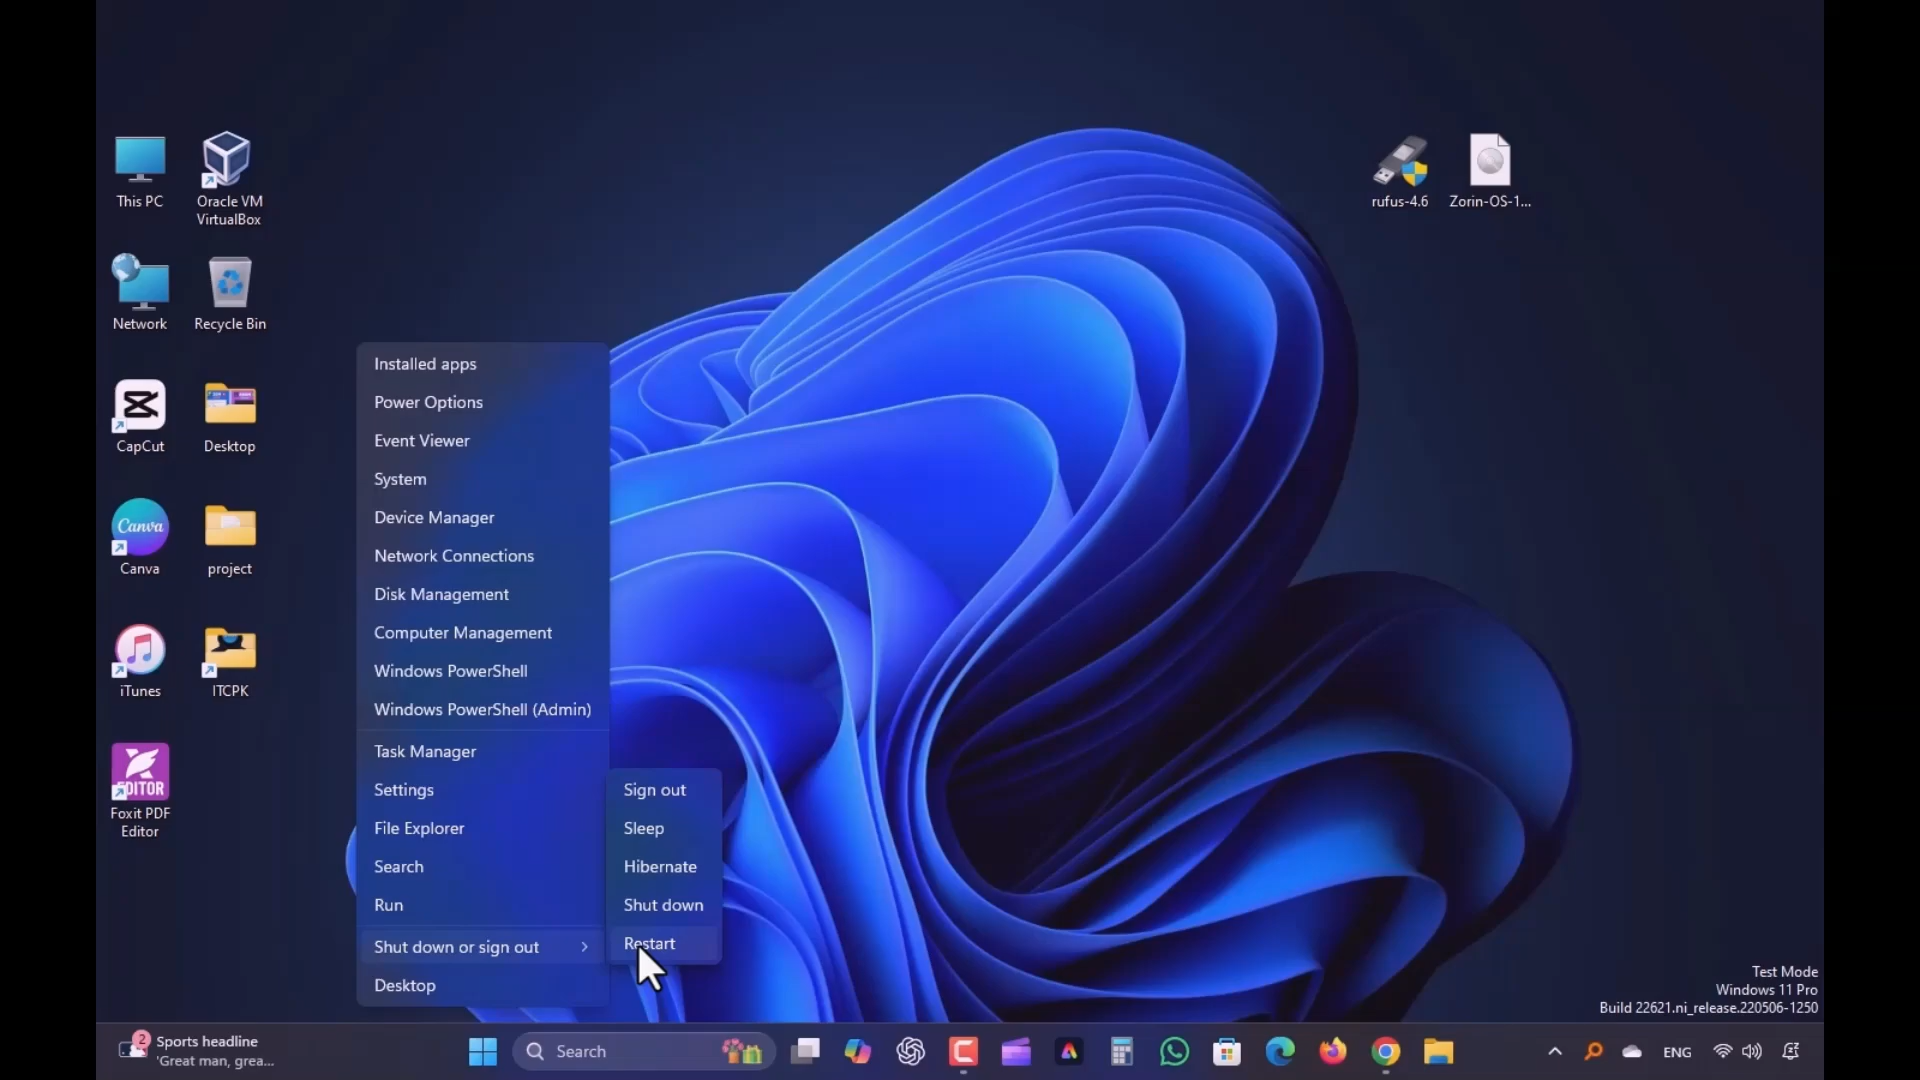 This PC
Oracle VM
VirtualBox
rufus-4.6
Zorin-OS-1...
Network
Recycle Bin
CapCut
Desktop
Canva
Canva
project
iTunes
ITCPK
EDITOR
Foxit PDF
Editor
Installed apps
Power Options
Event Viewer
System
Device Manager
Network Connections
Disk Management
Computer Management
Windows PowerShell
Windows PowerShell (Admin)
Task Manager
Settings
File Explorer
Search
Run
Shut down or sign out
Desktop
Sign out
Sleep
Hibernate
Shut down
Restart
Test Mode
Windows 11 Pro
Build 22621.ni_release.220506-1250
2
Sports headline
'Great man, grea...
Search
ENG